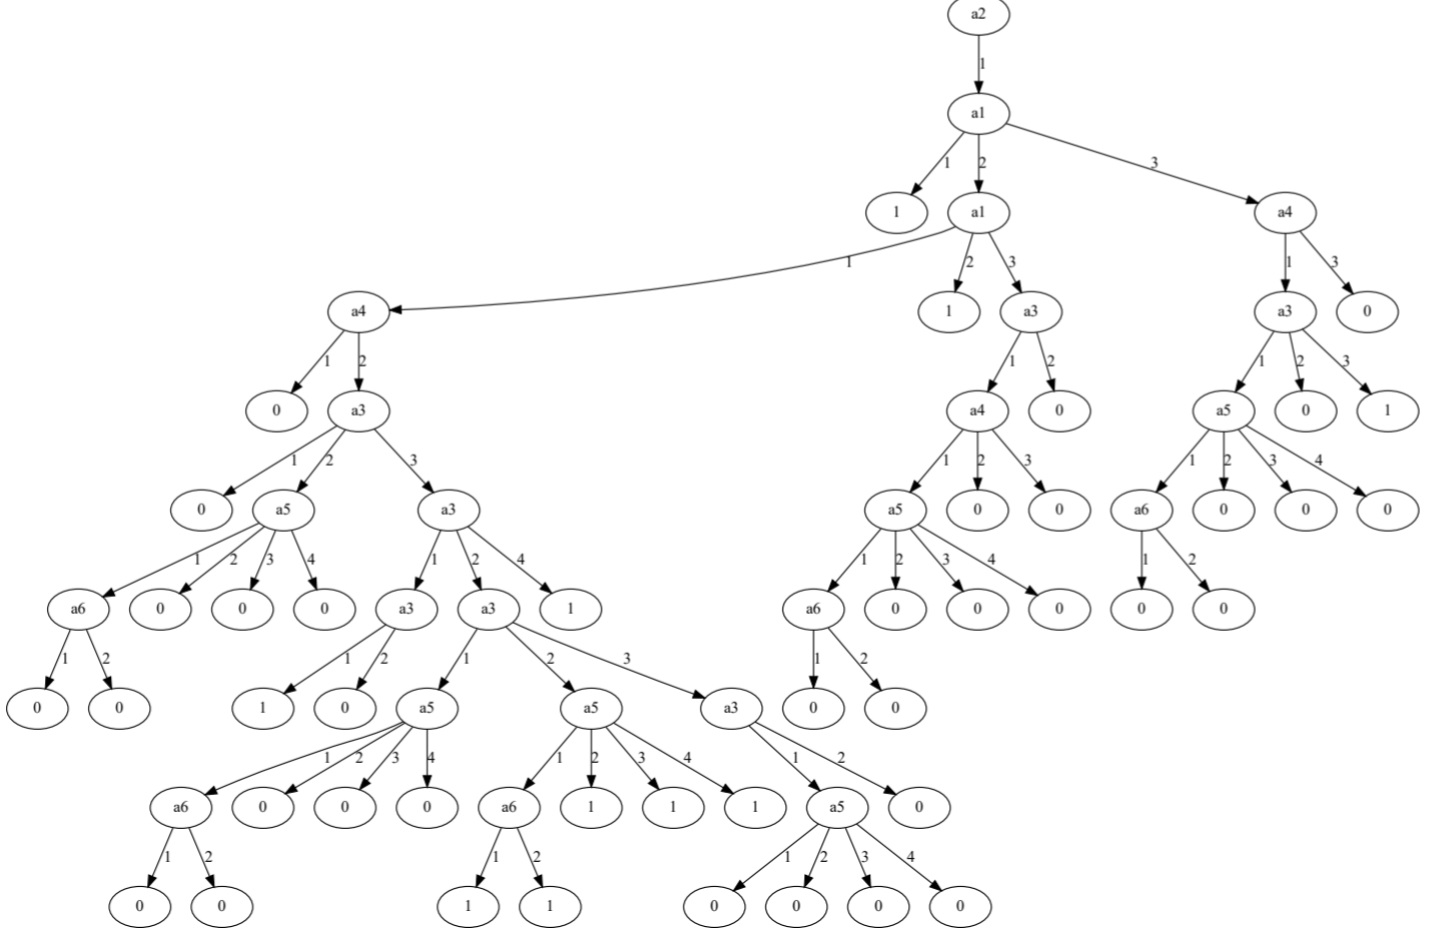 a2
1
a1
1 2 3
1 a1 a4
1 2 3 1 3
a4 1 a3 a3 0
1 2 1 2 1 2 3
0 a3 a4 0 a5 0 1
1 2 3 1 2 3 1 2 3 4
0 a5 a3 a5 0 0 a6 0 0 0
1 2 3 4 1 2 4 1 2 3 4 1 2
a6 0 0 0 a3 a3 1 a6 0 0 0 0 0
1 2 1 2 1 2 3 1 2
0 0 1 0 a5 a5 a3 0 0
1 2 3 4 1 2 3 4 1 2
a6 0 0 0 a6 1 1 1 a5 0
1 2 1 2 1 2 3 4
0 0 1 1 0 0 0 0